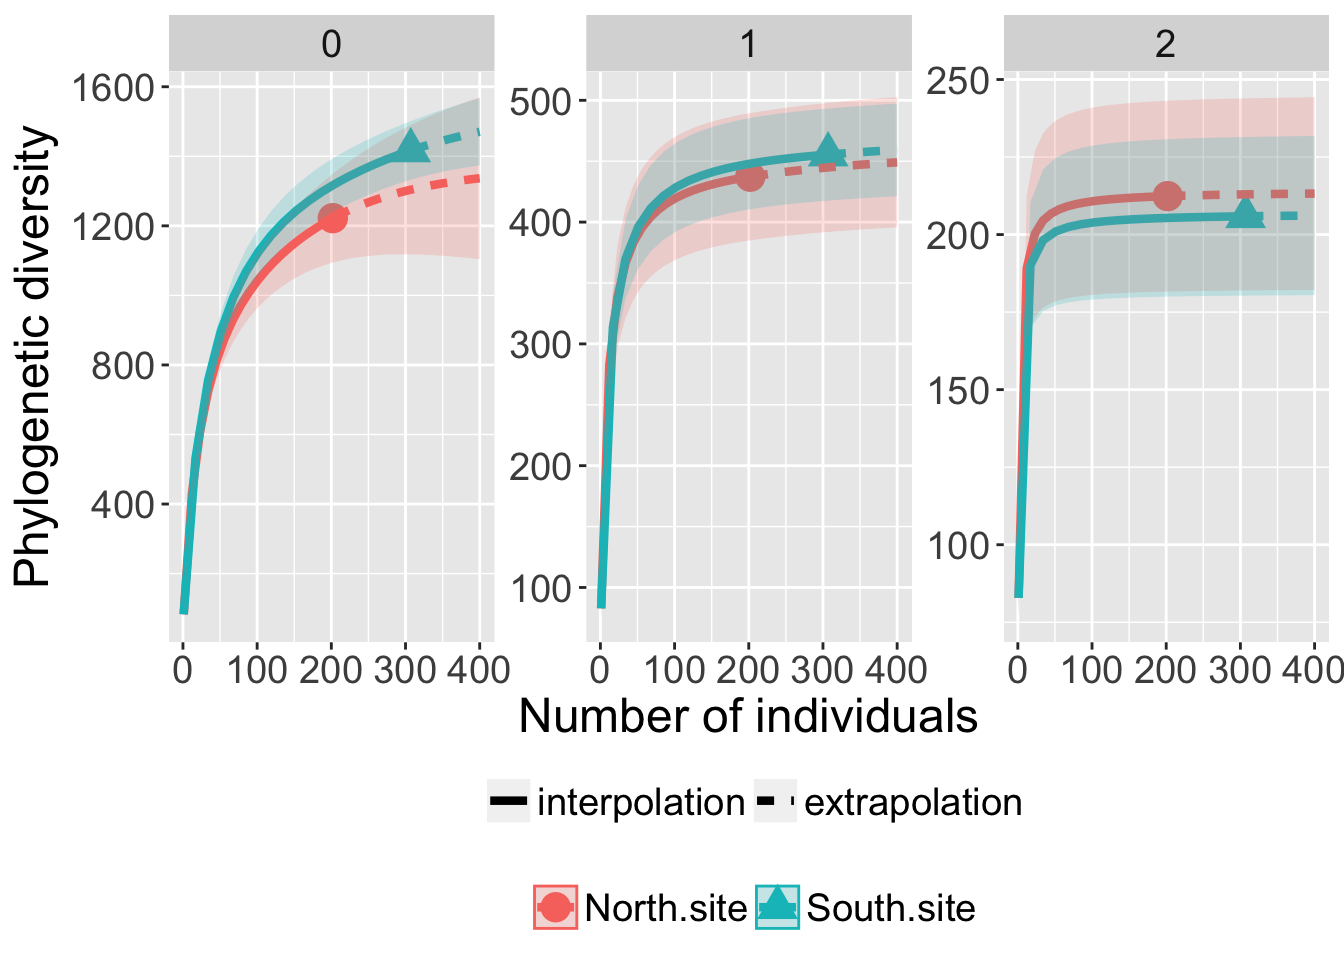 0
1
2
Phylogenetic diversity
1600
1200
800
400
0 100 200 300 400
500
400
300
200
100
0 100 200 300 400
250
200
150
100
0 100 200 300 400
Number of individuals
interpolation extrapolation
North.site South.site